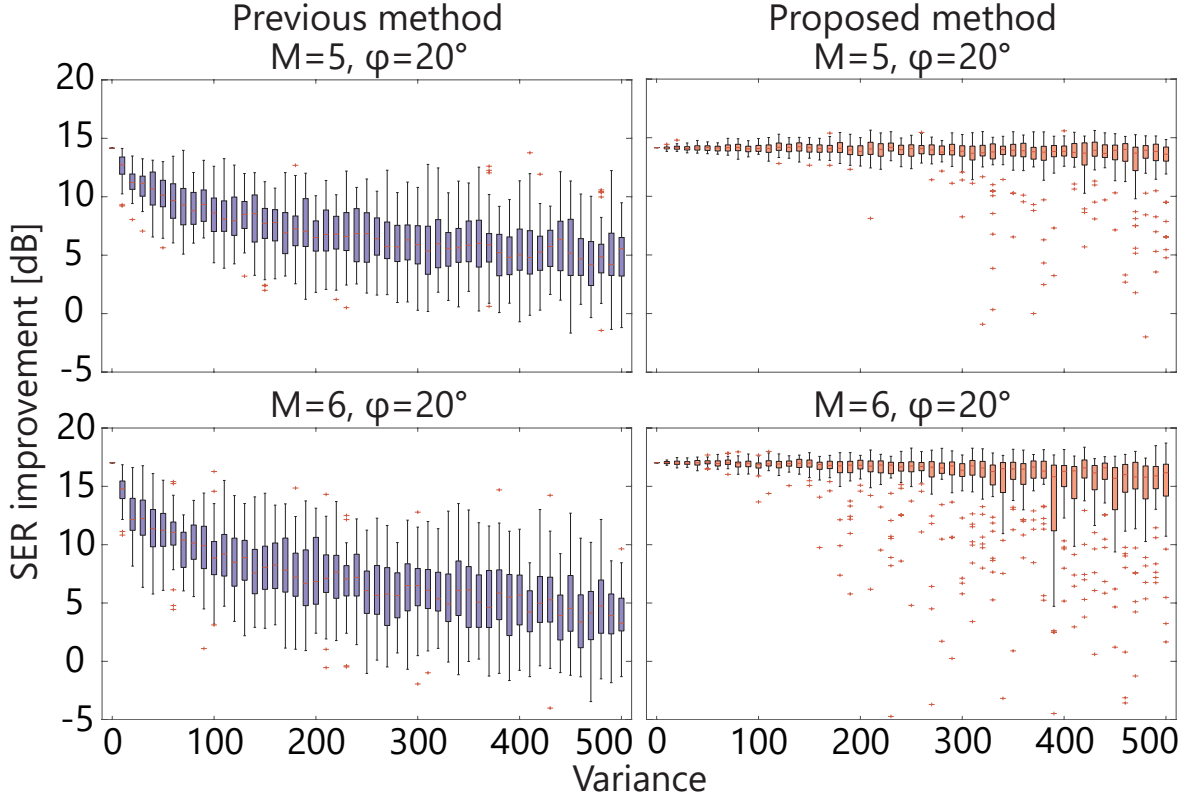 Previous method
Proposed method
M=5, φ=20°
M=5, φ=20°
20
15
10
5
0
-5
M=6, φ=20°
M=6, φ=20°
20
15
10
5
0
-5
SER improvement [dB]
0 100 200 300 400 500
0 100 200 300 400 500
Variance